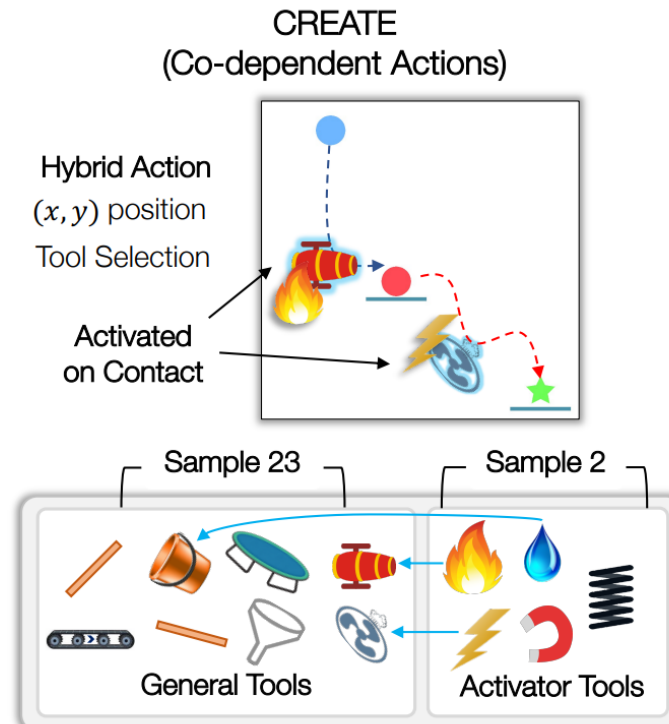 CREATE
(Co-dependent Actions)
Hybrid Action
(x, y) position
Tool Selection
Activated
on Contact
Sample 23
Sample 2
General Tools
Activator Tools